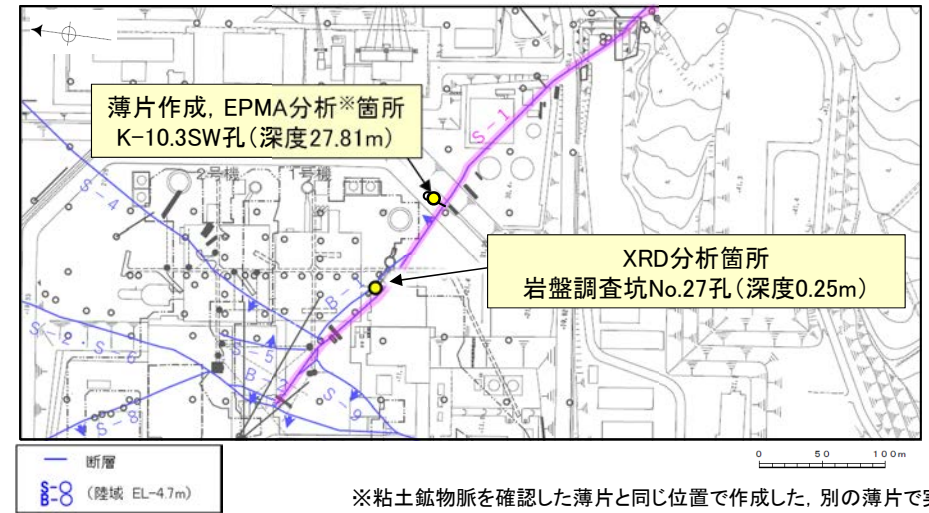 薄片作成, EPMA分析※箇所
K-10.3SW孔(深度27.81m)
S-1
2号機
1号機
S-4
XRD分析箇所
岩盤調査坑No.27孔(深度0.25m)
S-2・S-6
S-5
B-3
S-9
S-8
断層
S-
B-
(陸域 EL-4.7m)
0 50 100m
※粘土鉱物脈を確認した薄片と同じ位置で作成した, 別の薄片で